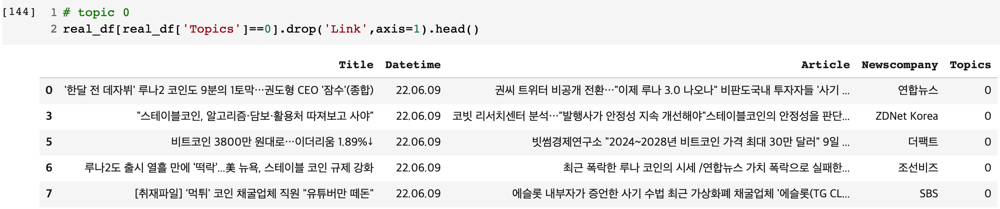 [144] 1 # topic 0
2 real_df[real_df['Topics']==0].drop('Link',axis=1).head()
Title Datetime Article Newscompany Topics
0 '한달 전 데자뷔' 루나2 코인도 9분의 1토막…권도형 CEO '잠수'(종합) 22.06.09 권씨 트위터 비공개 전환…"이제 루나 3.0 나오나" 비판도국내 투자자들 '사기 ... 연합뉴스 0
3 "스테이블코인, 알고리즘·담보·활용처 따져보고 사야" 22.06.09 코빗 리서치센터 분석…"발행사가 안정성 지속 개선해야"스테이블코인의 안정성을 판단... ZDNet Korea 0
5 비트코인 3800만 원대로…이더리움 1.89%↓ 22.06.09 빗썸경제연구소 "2024~2028년 비트코인 가격 최대 30만 달러" 9일 ... 더팩트 0
6 루나2도 출시 열흘 만에 ‘떡락’...美 뉴욕, 스테이블 코인 규제 강화 22.06.09 최근 폭락한 루나 코인의 시세 /연합뉴스 가치 폭락으로 실패한... 조선비즈 0
7 [취재파일] '먹튀' 코인 채굴업체 직원 "유튜버만 떼돈" 22.06.09 에슬롯 내부자가 증언한 사기 수법 최근 가상화폐 채굴업체 '에슬롯(TG CL... SBS 0